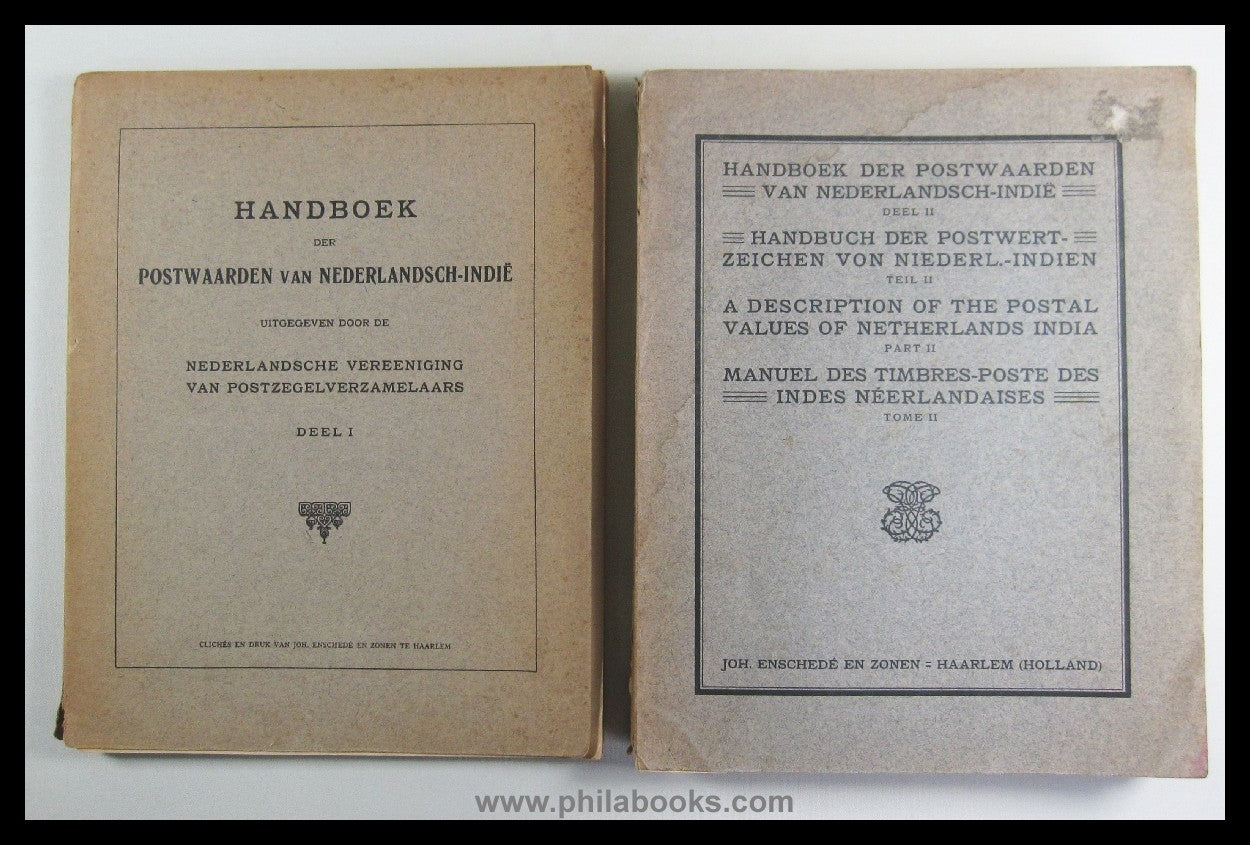 HANDBOEK
DER
POSTWAARDEN VAN NEDERLANDSCH-INDIË
UITGEGEVEN DOOR DE
NEDERLANDSCHE VEREENIGING
VAN POSTZEGELVERZAMELAARS
DEEL I
CLICHÉS EN DRUK VAN JOH. ENSCHEDÉ EN ZONEN TE HAARLEM
HANDBOEK DER POSTWAARDEN
VAN NEDERLANDSCH-INDIË
DEEL II
HANDBUCH DER POSTWERT-
ZEICHEN VON NIEDERL.-INDIEN
TEIL II
A DESCRIPTION OF THE POSTAL
VALUES OF NETHERLANDS INDIA
PART II
MANUEL DES TIMBRES-POSTE DES
INDES NÉERLANDAISES
TOME II
JOH. ENSCHEDÉ EN ZONEN = HAARLEM (HOLLAND)
www.philabooks.com